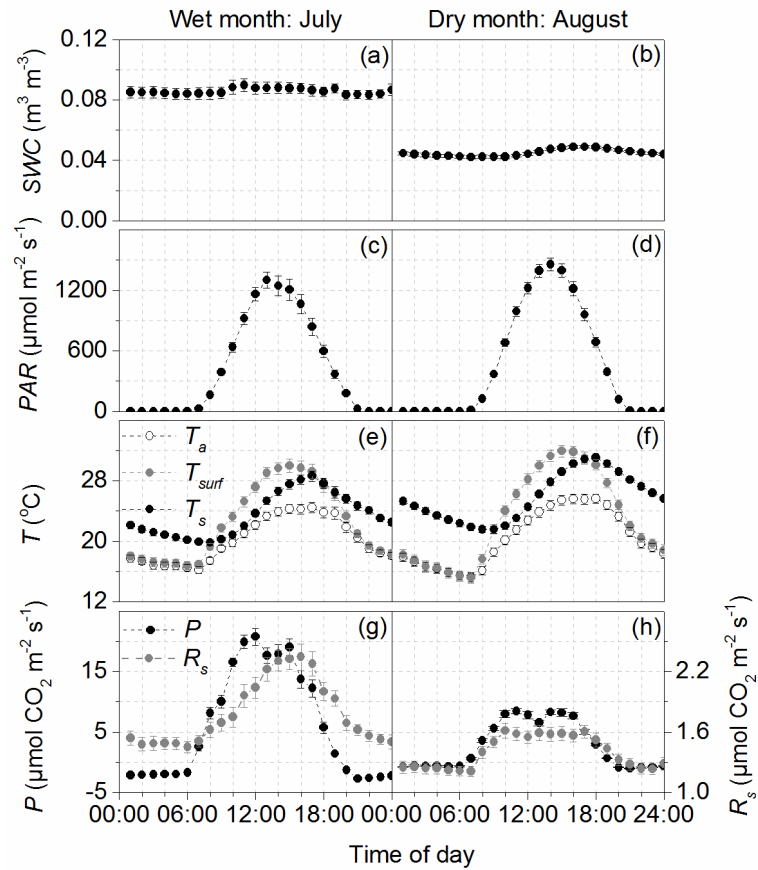 Wet month: July Dry month: August
0.12 (a) (b)
0.08
0.04
0.00
SWC (m³ m⁻³)
(c) (d)
1200
600
0
PAR (μmol m⁻² s⁻¹)
(e) (f)
Tₐ
T_surf
Tₛ
28
20
12
T (°C)
(g) (h)
P
Rₛ
15
5
-5
P (μmol CO₂ m⁻² s⁻¹)
2.2
1.6
1.0
Rₛ (μmol CO₂ m⁻² s⁻¹)
00:00 06:00 12:00 18:00 00:00 06:00 12:00 18:00 24:00
Time of day